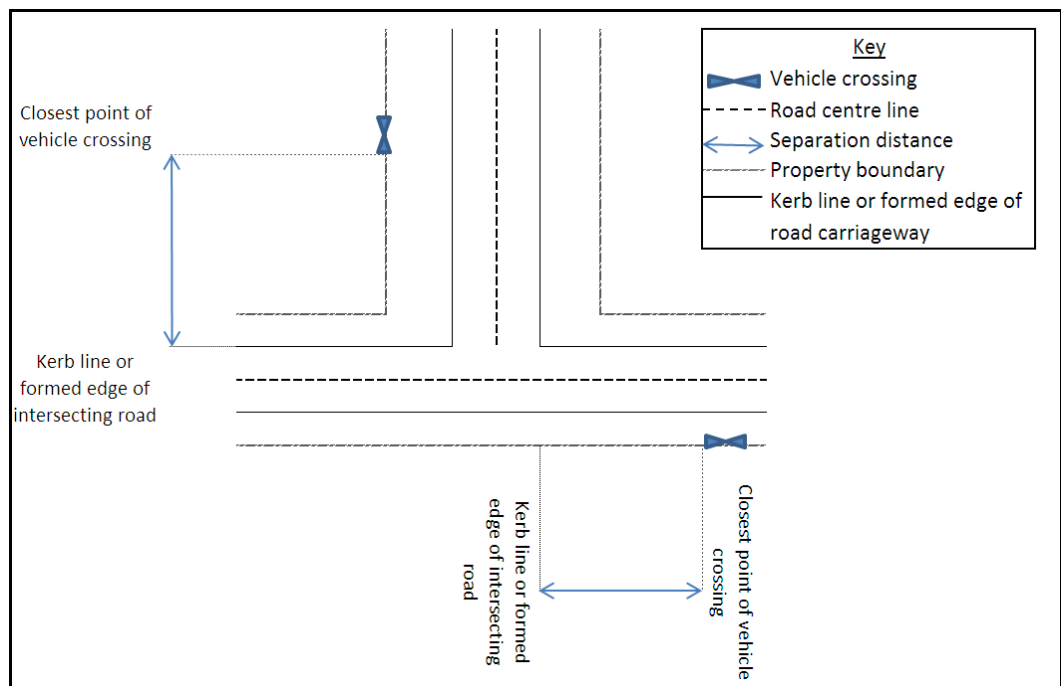 Key
Vehicle crossing
Road centre line
Separation distance
Property boundary
Kerb line or formed edge of
road carriageway
Closest point of
vehicle crossing
Kerb line or
formed edge of
intersecting road
Kerb line or formed
edge of intersecting
road
Closest point of vehicle
crossing